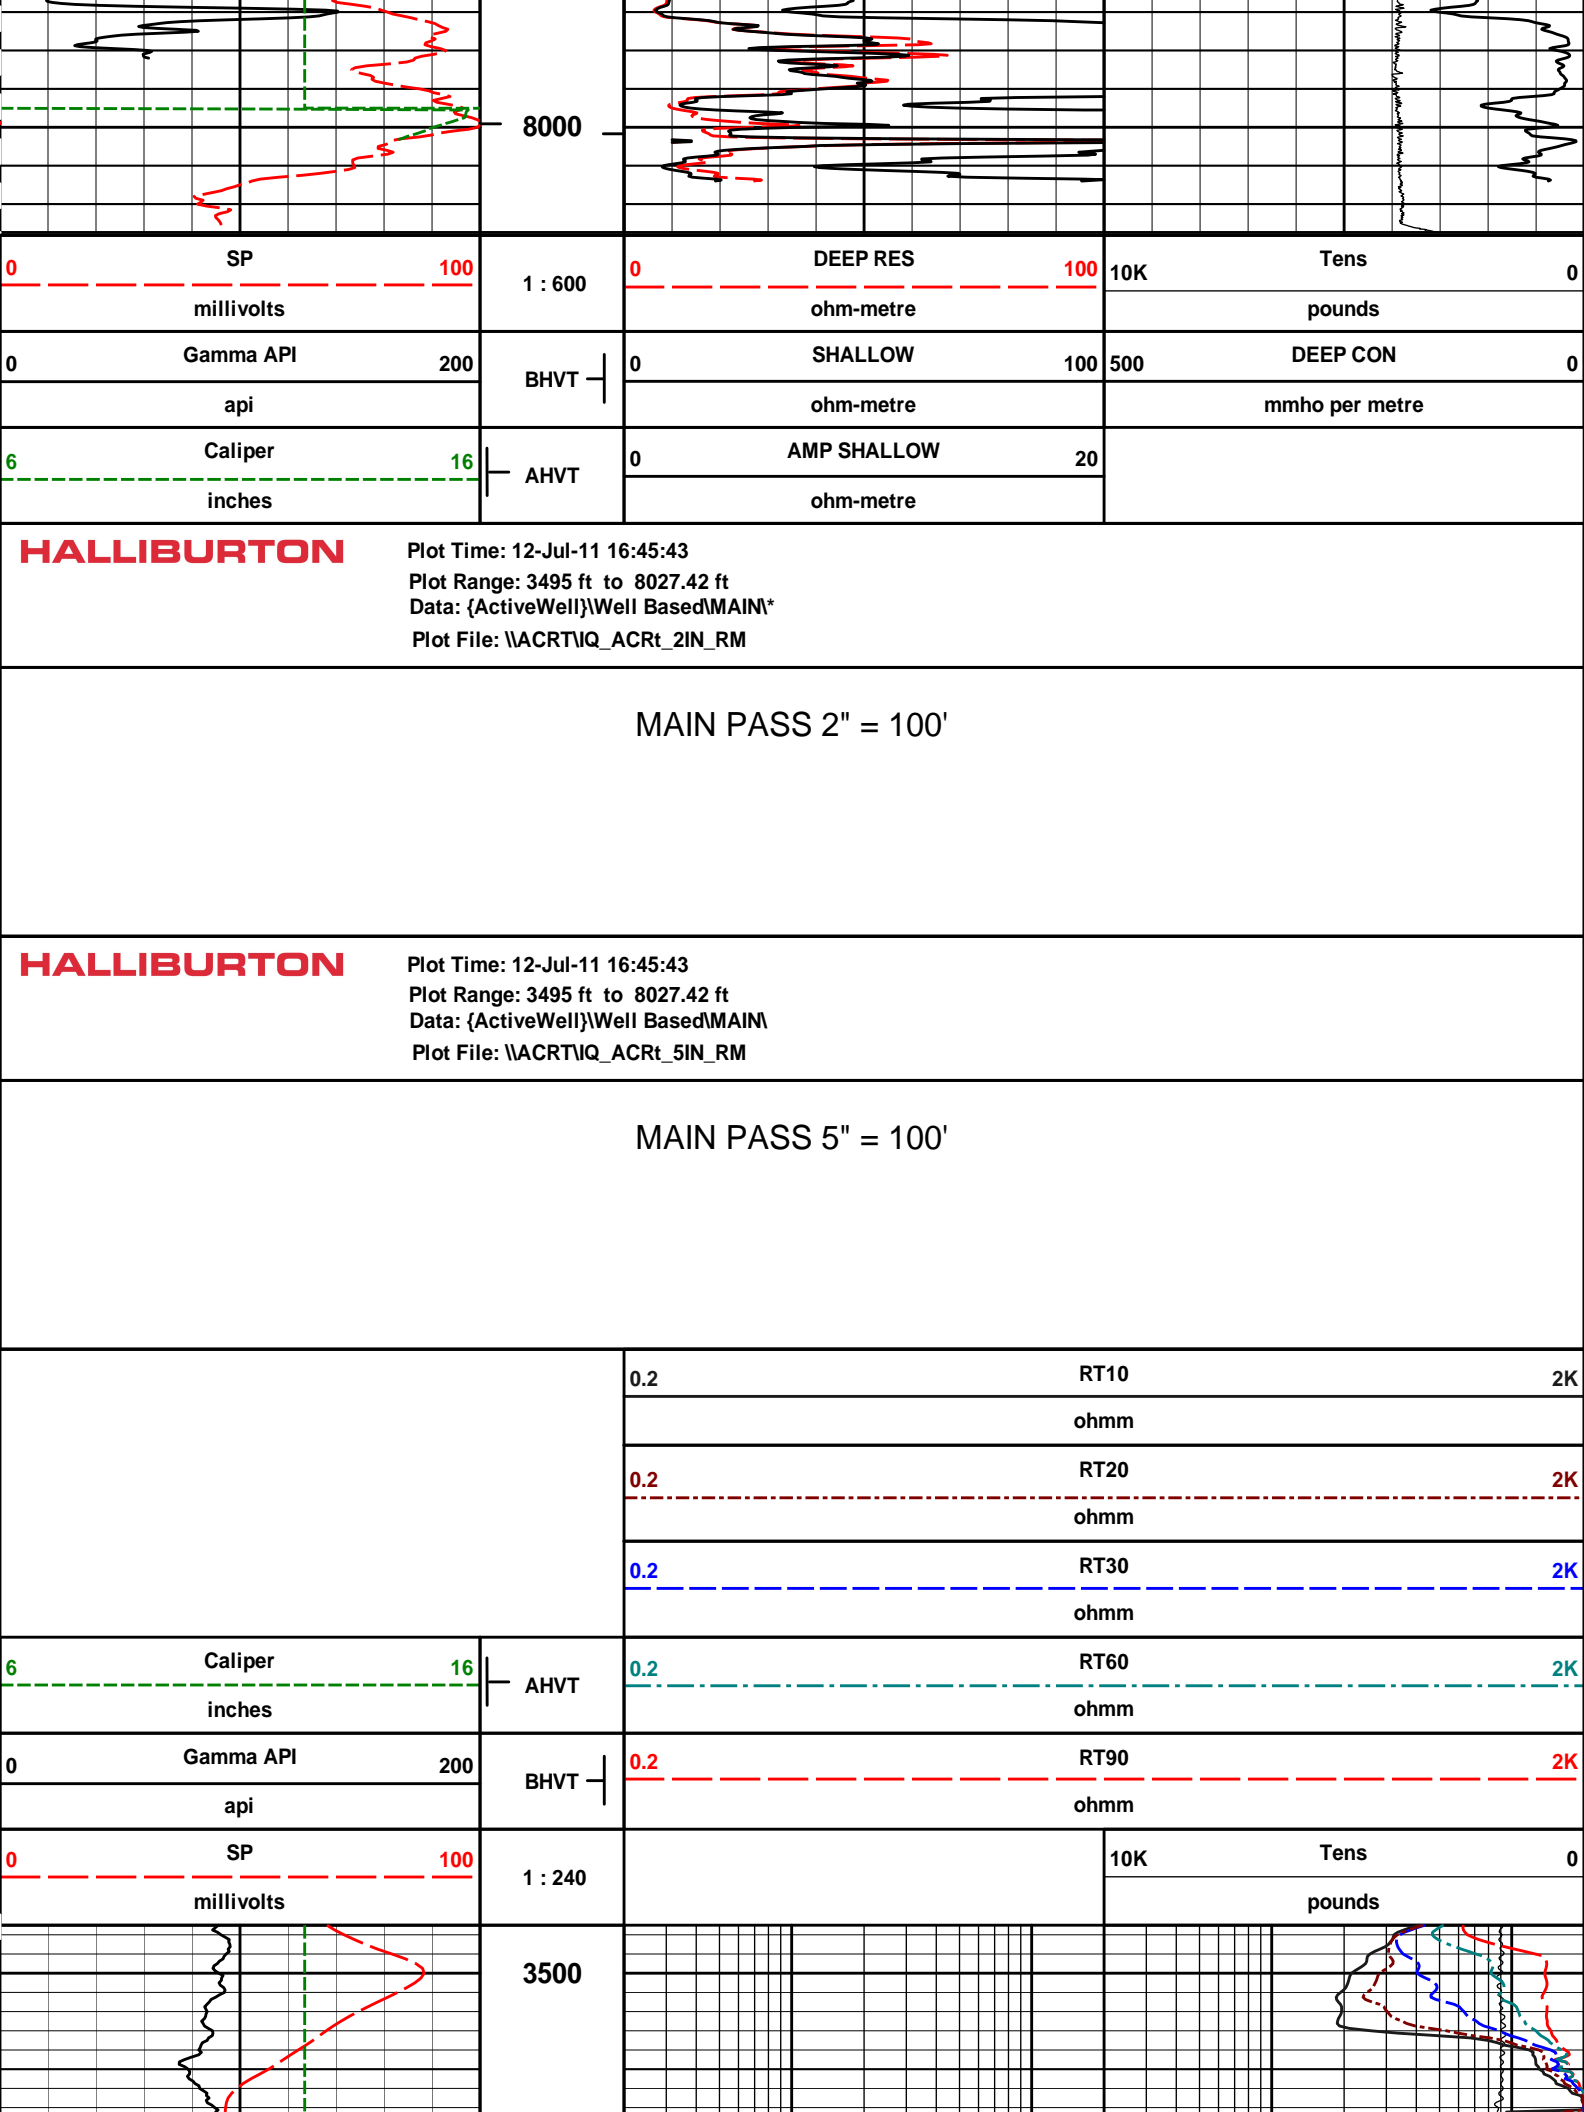 8000
SP
0 100
millivolts
1 : 600
DEEP RES
0 100
ohm-metre
Tens
10K 0
pounds
Gamma API
0 200
api
BHVT
SHALLOW
0 100
ohm-metre
DEEP CON
500 0
mmho per metre
Caliper
6 16
inches
AHVT
AMP SHALLOW
0 20
ohm-metre
HALLIBURTON
Plot Time: 12-Jul-11 16:45:43
Plot Range: 3495 ft to 8027.42 ft
Data: {ActiveWell}\Well Based\MAIN\*
Plot File: \\ACRT\IQ_ACRt_2IN_RM
MAIN PASS 2" = 100'
HALLIBURTON
Plot Time: 12-Jul-11 16:45:43
Plot Range: 3495 ft to 8027.42 ft
Data: {ActiveWell}\Well Based\MAIN\
Plot File: \\ACRT\IQ_ACRt_5IN_RM
MAIN PASS 5" = 100'
RT10
0.2 2K
ohmm
RT20
0.2 2K
ohmm
RT30
0.2 2K
ohmm
Caliper
6 16
inches
AHVT
RT60
0.2 2K
ohmm
Gamma API
0 200
api
BHVT
RT90
0.2 2K
ohmm
SP
0 100
millivolts
1 : 240
Tens
10K 0
pounds
3500